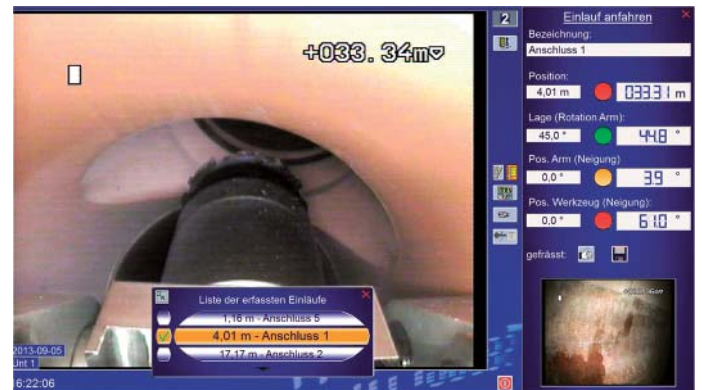 +033.34m
2
Einlauf anfahren
Bezeichnung:
Anschluss 1
Position:
4,01 m
033.31 m
Lage (Rotation Arm):
45,0 °
44.8 °
Pos. Arm (Neigung)
0,0 °
3.9 °
Pos. Werkzeug (Neigung):
0,0 °
61.0 °
gefrässt:
Liste der erfassten Einläufe
1,16 m - Anschluss 5
4,01 m - Anschluss 1
17,17 m - Anschluss 2
2013-09-05
Unt 1
6:22:06